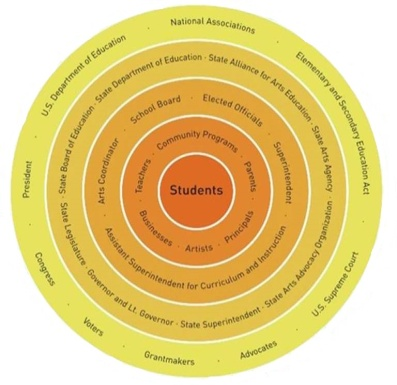 National Associations
Elementary and Secondary Education Act
U.S. Supreme Court
Advocates
Grantmakers
Voters
Congress
President
U.S. Department of Education
State Department of Education · State Alliance for Arts Education · State Arts Agency · State Arts Advocacy Organization · State Superintendent · Governor and Lt. Governor · State Legislature · State Board of Education ·
School Board · Elected Officials · Superintendent · Assistant Superintendent for Curriculum and Instruction · Arts Coordinator ·
Community Programs · Parents · Principals · Artists · Businesses · Teachers ·
Students